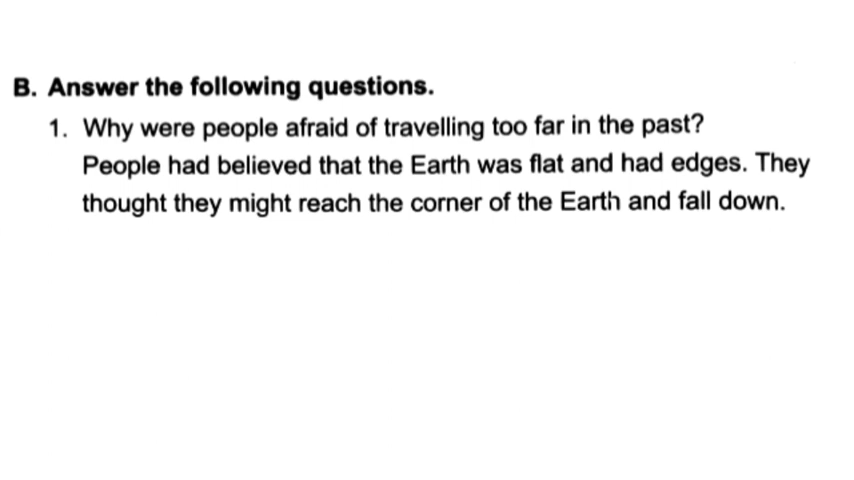 B. Answer the following questions.
1. Why were people afraid of travelling too far in the past?
People had believed that the Earth was flat and had edges. They
thought they might reach the corner of the Earth and fall down.